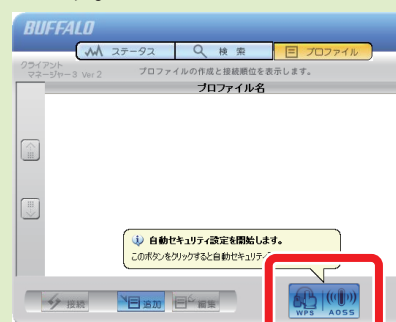 BUFFALO
ステータス 検 索 プロファイル
クライアント
マネージャー3 Ver 2
プロファイルの作成と接続順位を表示します。
プロファイル名
自動セキュリティ設定を開始します。
このボタンをクリックすると自動セキュリテ
接続 追加 編集
WPS AOSS